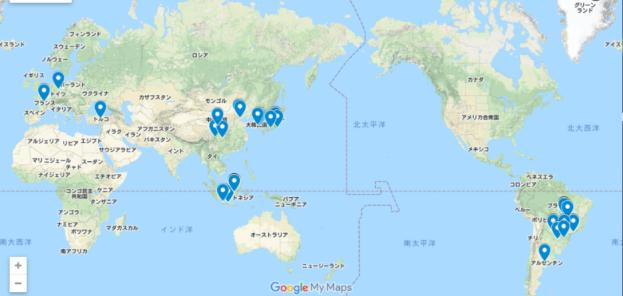 グリーン
ランド
アイスランド
スウェーデン
フィンランド
ノルウェー
ロシア
イギリス
ポーランド
ウクライナ
フランス
スペイン
イタリア
トルコ
カザフスタン
モンゴル
大韓民国
イラク
アフガニスタン
パキスタン
アルジェリア
リビア
エジプト
サウジアラビア
インド
タイ
マリ
ニジェール
スーダン
チャド
ナイジェリア
エチオピア
コンゴ民主
共和国
ケニア
タンザニア
アンゴラ
ナミビア
ボツワナ
マダガスカル
南アフリカ
南大西洋
インド洋
パプア
ニューギニア
オーストラリア
ニュージーランド
北太平洋
南太平洋
カナダ
アメリカ合衆国
メキシコ
北大西洋
ベネズエラ
コロンビア
ペルー
チリ
アルゼンチン
+
−
Google My Maps